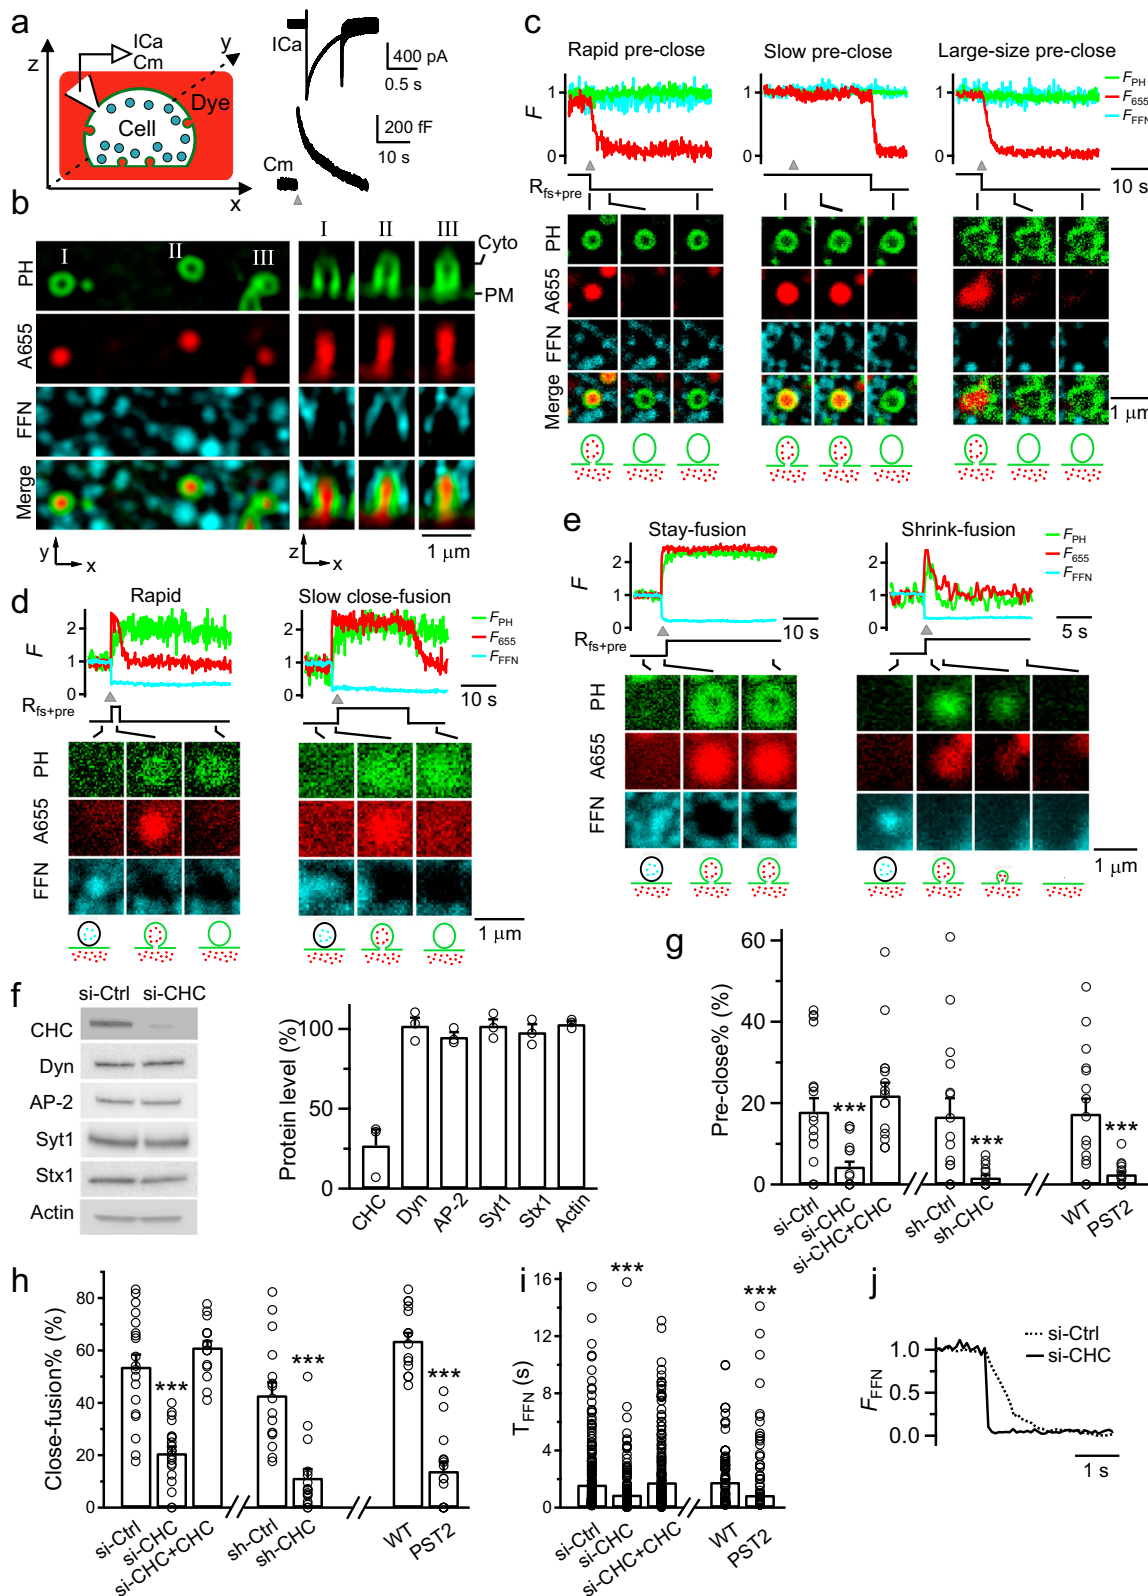 a
z
ICa
Cm
y
Dye
Cell
x
ICa
400 pA
0.5 s
200 fF
10 s
Cm
b
I
II
III
I
II
III
PH
Cyto
PM
A655
FFN
Merge
y
x
z
x
1 μm
c
Rapid pre-close
Slow pre-close
Large-size pre-close
F
1
0
1
0
1
0
FPH
F655
FFFN
10 s
Rfs+pre
PH
A655
FFN
Merge
1 μm
d
Rapid
Slow close-fusion
F
2
1
0
2
1
0
FPH
F655
FFFN
10 s
Rfs+pre
PH
A655
FFN
1 μm
e
Stay-fusion
Shrink-fusion
F
2
1
0
2
1
0
FPH
F655
FFFN
10 s
5 s
Rfs+pre
PH
A655
FFN
1 μm
f
si-Ctrl si-CHC
CHC
Dyn
AP-2
Syt1
Stx1
Actin
Protein level (%)
100
50
0
CHC
Dyn
AP-2
Syt1
Stx1
Actin
g
Pre-close% (%)
60
40
20
0
***
***
***
si-Ctrl
si-CHC
si-CHC+CHC
sh-Ctrl
sh-CHC
WT
PST2
h
Close-fusion% (%)
80
60
40
20
0
***
***
***
si-Ctrl
si-CHC
si-CHC+CHC
sh-Ctrl
sh-CHC
WT
PST2
i
TFFN (s)
16
12
8
4
0
***
***
si-Ctrl
si-CHC
si-CHC+CHC
WT
PST2
j
si-Ctrl
si-CHC
FFFN
1.0
0.5
0.0
1 s